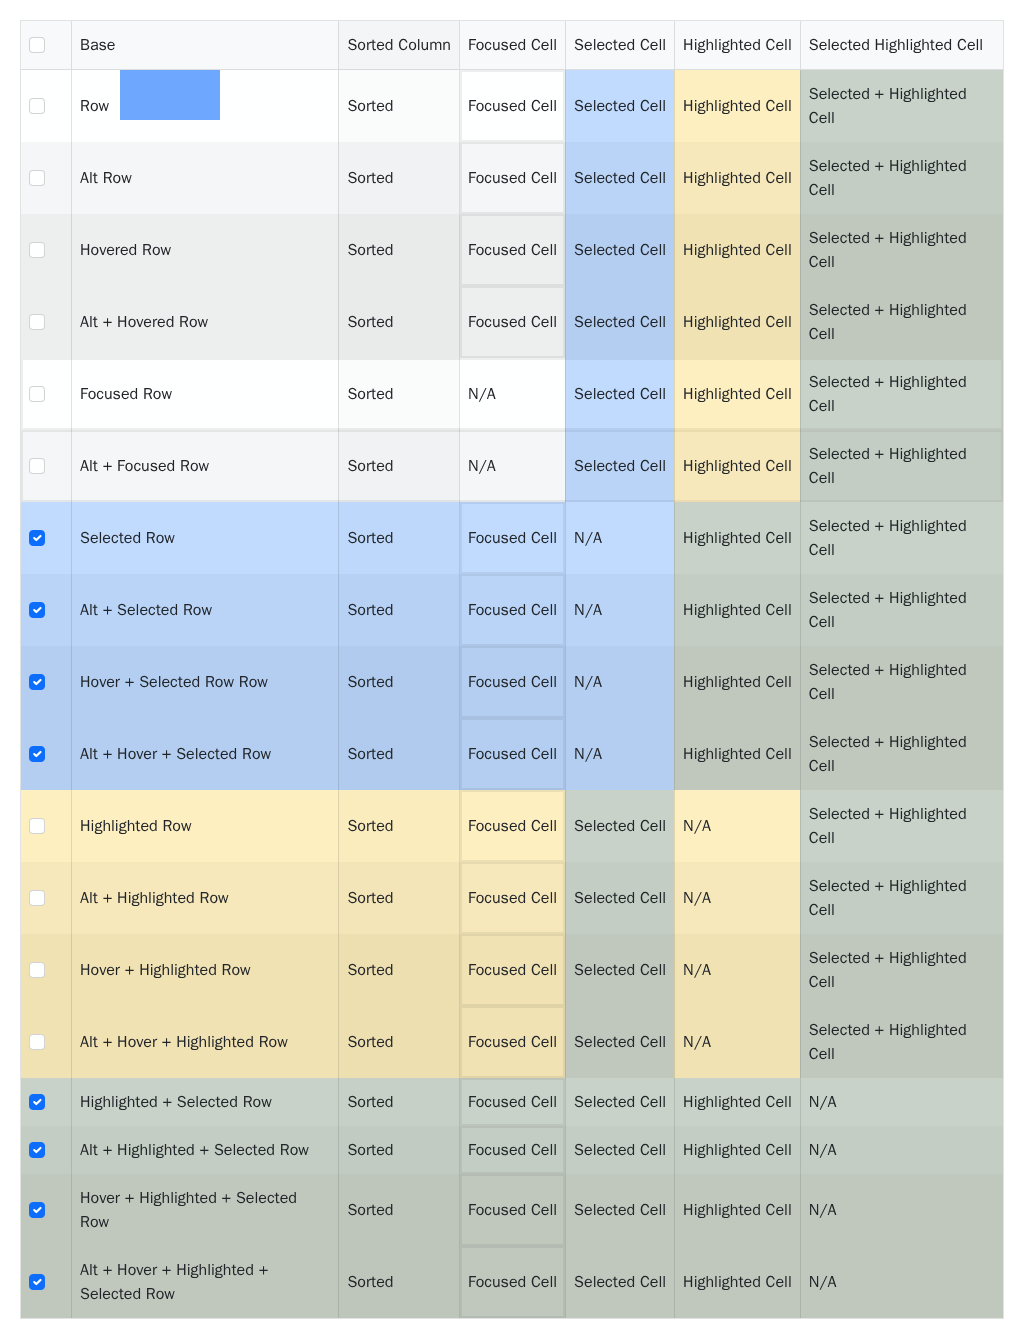 Base Sorted Column Focused Cell Selected Cell Highlighted Cell Selected Highlighted Cell
Row Sorted Focused Cell Selected Cell Highlighted Cell Selected + Highlighted
Cell
Alt Row Sorted Focused Cell Selected Cell Highlighted Cell Selected + Highlighted
Cell
Hovered Row Sorted Focused Cell Selected Cell Highlighted Cell Selected + Highlighted
Cell
Alt + Hovered Row Sorted Focused Cell Selected Cell Highlighted Cell Selected + Highlighted
Cell
Focused Row Sorted N/A Selected Cell Highlighted Cell Selected + Highlighted
Cell
Alt + Focused Row Sorted N/A Selected Cell Highlighted Cell Selected + Highlighted
Cell
Selected Row Sorted Focused Cell N/A Highlighted Cell Selected + Highlighted
Cell
Alt + Selected Row Sorted Focused Cell N/A Highlighted Cell Selected + Highlighted
Cell
Hover + Selected Row Row Sorted Focused Cell N/A Highlighted Cell Selected + Highlighted
Cell
Alt + Hover + Selected Row Sorted Focused Cell N/A Highlighted Cell Selected + Highlighted
Cell
Highlighted Row Sorted Focused Cell Selected Cell N/A Selected + Highlighted
Cell
Alt + Highlighted Row Sorted Focused Cell Selected Cell N/A Selected + Highlighted
Cell
Hover + Highlighted Row Sorted Focused Cell Selected Cell N/A Selected + Highlighted
Cell
Alt + Hover + Highlighted Row Sorted Focused Cell Selected Cell N/A Selected + Highlighted
Cell
Highlighted + Selected Row Sorted Focused Cell Selected Cell Highlighted Cell N/A
Alt + Highlighted + Selected Row Sorted Focused Cell Selected Cell Highlighted Cell N/A
Hover + Highlighted + Selected
Row Sorted Focused Cell Selected Cell Highlighted Cell N/A
Alt + Hover + Highlighted +
Selected Row Sorted Focused Cell Selected Cell Highlighted Cell N/A